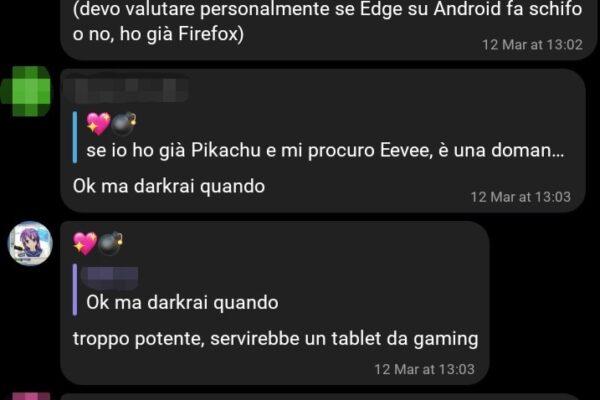 (devo valutare personalmente se Edge su Android fa schifo
o no, ho già Firefox)
12 Mar at 13:02
💖💣
se io ho già Pikachu e mi procuro Eevee, è una doman...
Ok ma darkrai quando
12 Mar at 13:03
💖💣
Ok ma darkrai quando
troppo potente, servirebbe un tablet da gaming
12 Mar at 13:03